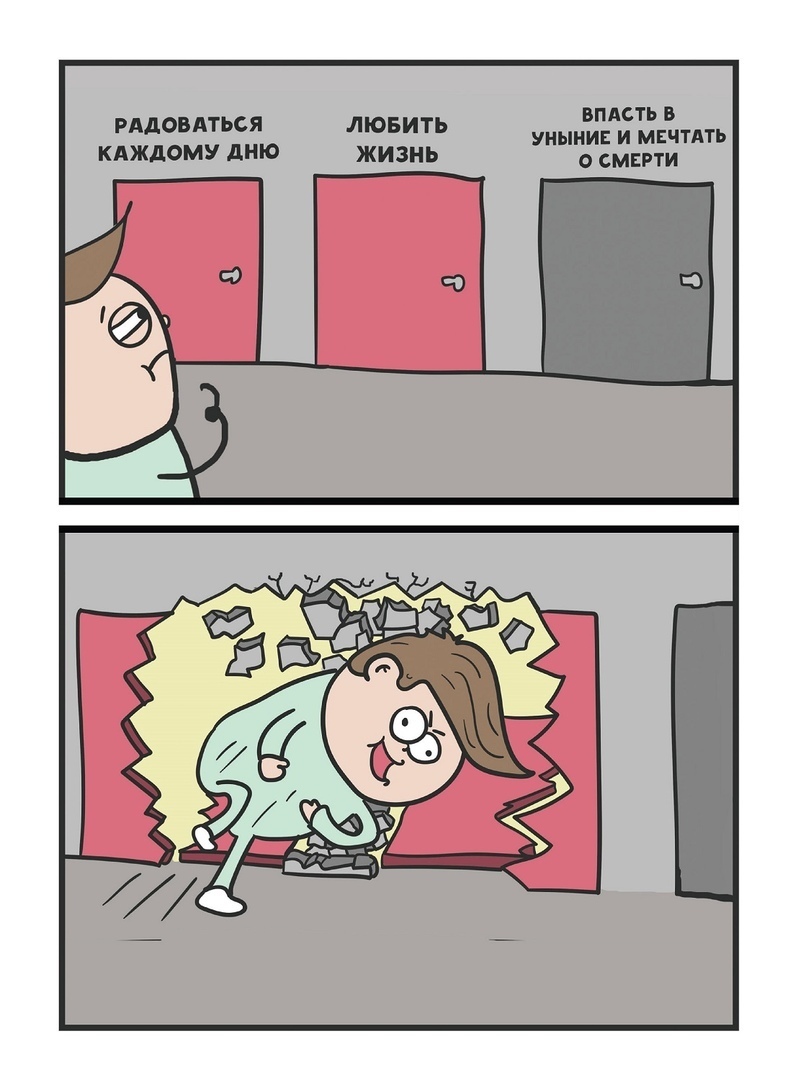 РАДОВАТЬСЯ
КАЖДОМУ ДНЮ
ЛЮБИТЬ
ЖИЗНЬ
ВПАСТЬ В
УНЫНИЕ И МЕЧТАТЬ
О СМЕРТИ